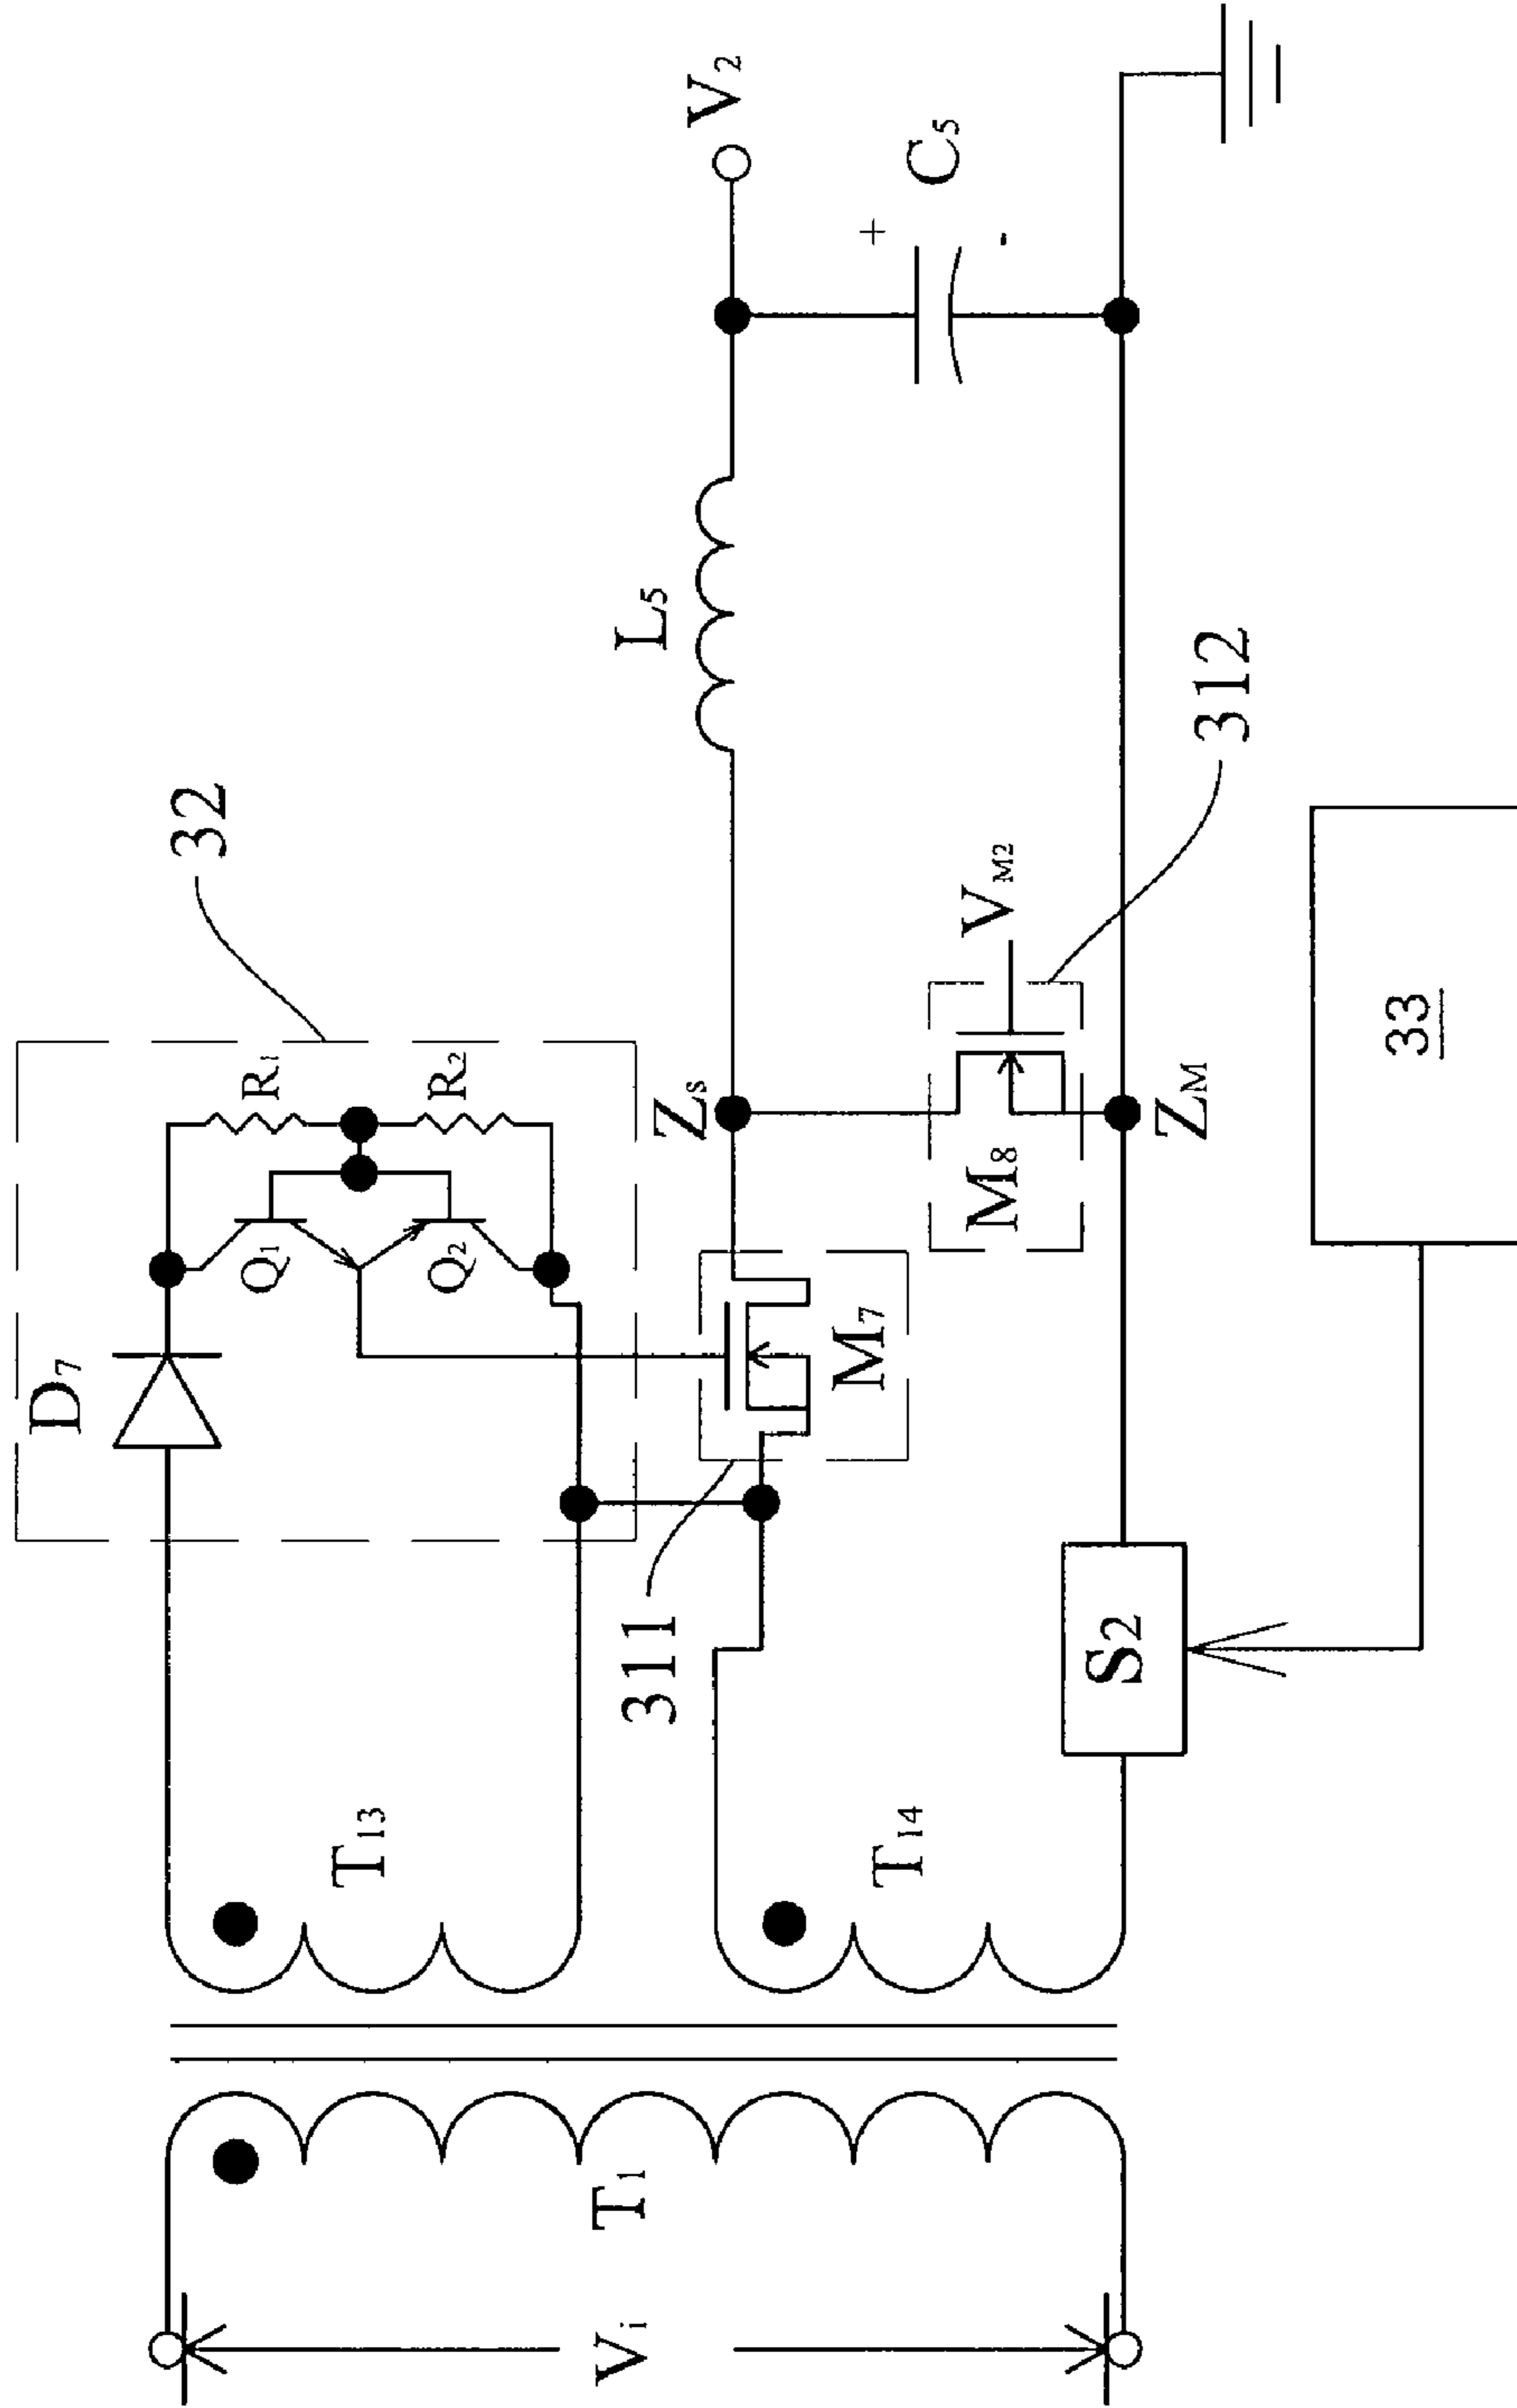 32
D7
R1
Q1
R2
Q2
Vi
T1
T13
T14
311
M7
Zs
L5
V2
+
C5
-
M8
VM2
312
ZM
S2
33